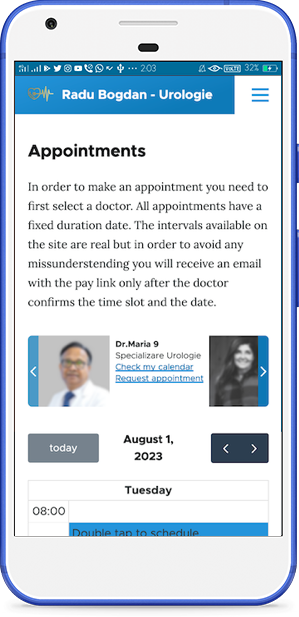 2:03
VOLTE 32%
Radu Bogdan - Urologie
Appointments
In order to make an appointment you need to
first select a doctor. All appointments have a
fixed duration date. The intervals available on
the site are real but in order to avoid any
missunderstending you will receive an email
with the pay link only after the doctor
confirms the time slot and the date.
Dr.Maria 9
Specializare Urologie
Check my calendar
Request appointment
today
August 1,
2023
Tuesday
08:00
Double tap to schedule